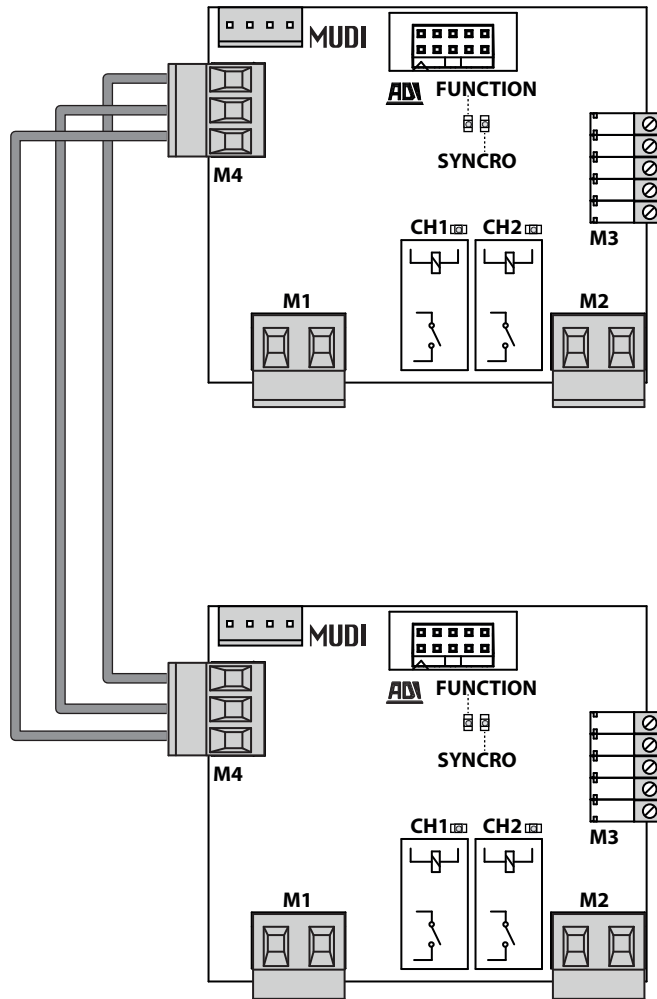 MUDI
ADI FUNCTION
SYNCRO
M4
CH1 CH2
M3
M1
M2
MUDI
ADI FUNCTION
SYNCRO
M4
CH1 CH2
M3
M1
M2